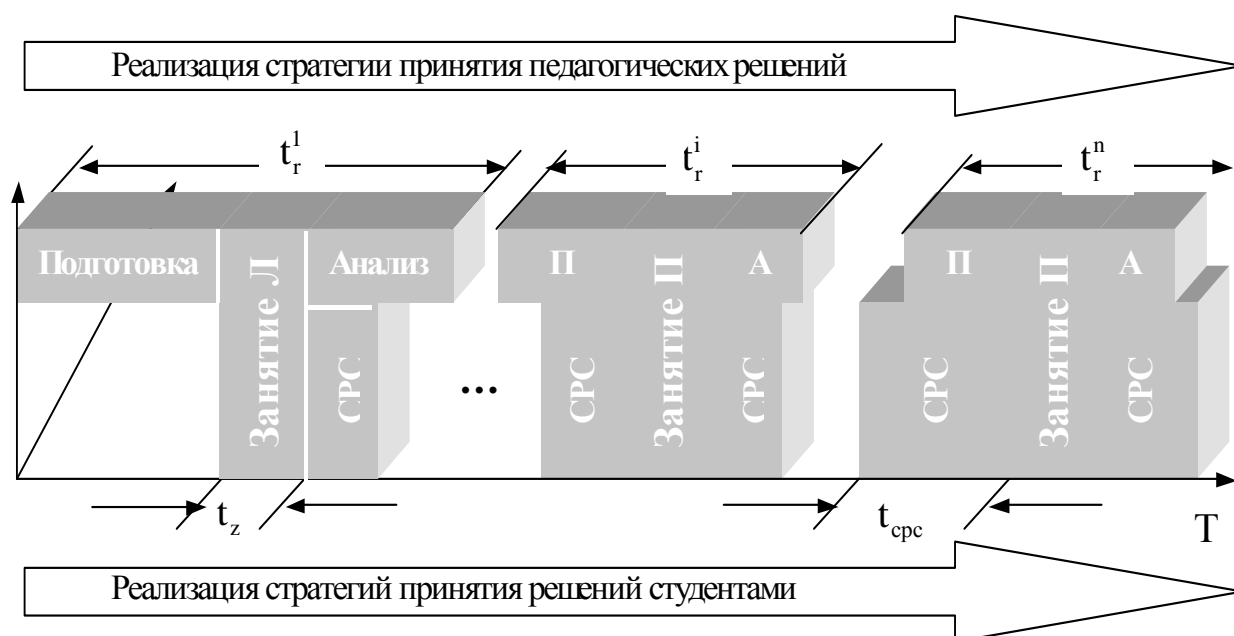 Реализация стратегии принятия педагогических решений
t_r^1
t_r^i
t_r^n
Подготовка
Занятие Л
Анализ
СРС
...
П
Занятие П
А
СРС
СРС
П
Занятие П
А
СРС
СРС
t_z
t_срс
T
Реализация стратегий принятия решений студентами